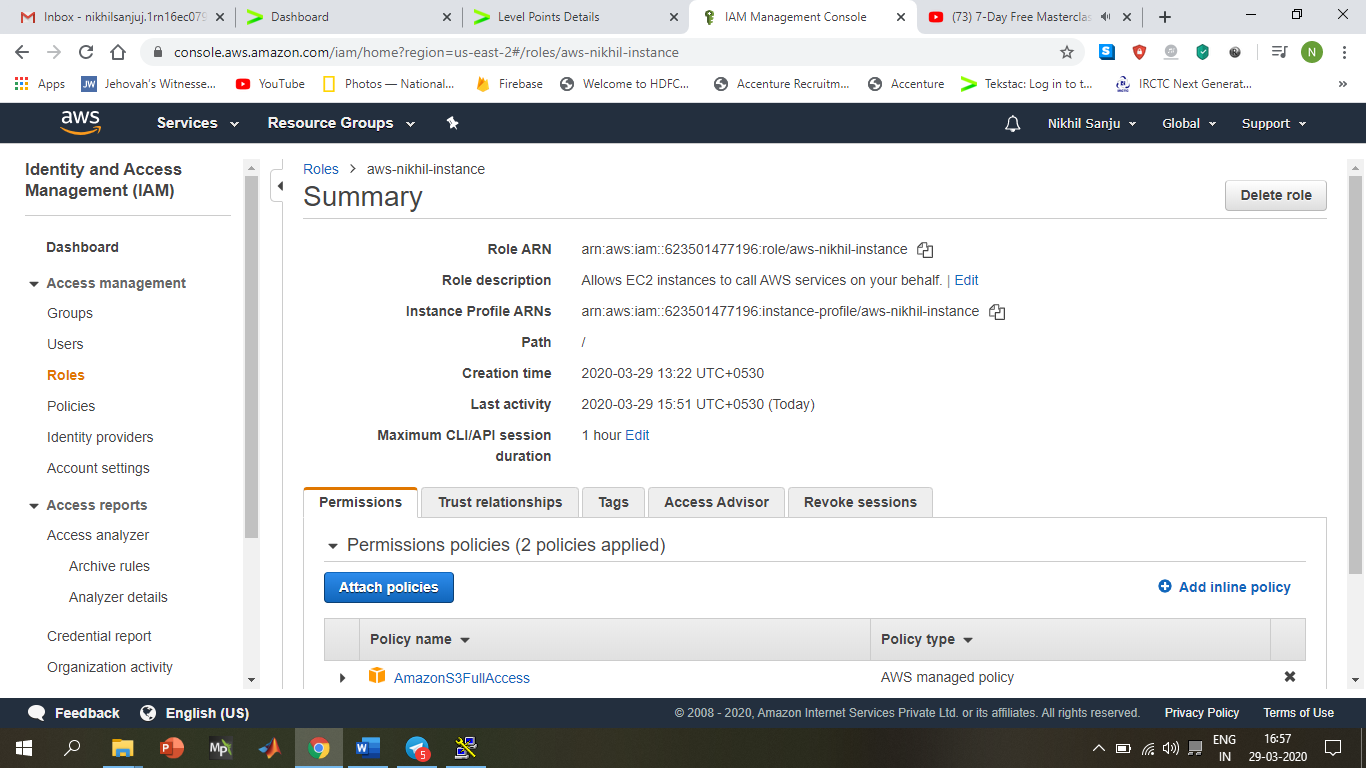 Inbox - nikhilsanjuj.1rn16ec079
Dashboard
Level Points Details
IAM Management Console
(73) 7-Day Free Masterclas
console.aws.amazon.com/iam/home?region=us-east-2#/roles/aws-nikhil-instance
N
Apps
JW
Jehovah's Witnesse...
YouTube
Photos — National...
Firebase
Welcome to HDFC...
Accenture Recruitm...
Accenture
Tekstac: Log in to t...
IRCTC Next Generat...
»
aws
Services
Resource Groups
Nikhil Sanju
Global
Support
Identity and Access
Management (IAM)
Dashboard
Access management
Groups
Users
Roles
Policies
Identity providers
Account settings
Access reports
Access analyzer
Archive rules
Analyzer details
Credential report
Organization activity
Roles > aws-nikhil-instance
Summary
Delete role
Role ARN arn:aws:iam::623501477196:role/aws-nikhil-instance
Role description Allows EC2 instances to call AWS services on your behalf. | Edit
Instance Profile ARNs arn:aws:iam::623501477196:instance-profile/aws-nikhil-instance
Path /
Creation time 2020-03-29 13:22 UTC+0530
Last activity 2020-03-29 15:51 UTC+0530 (Today)
Maximum CLI/API session 1 hour Edit
duration
Permissions
Trust relationships
Tags
Access Advisor
Revoke sessions
Permissions policies (2 policies applied)
Attach policies
Add inline policy
Policy name
Policy type
AmazonS3FullAccess
AWS managed policy
Feedback
English (US)
© 2008 - 2020, Amazon Internet Services Private Ltd. or its affiliates. All rights reserved.
Privacy Policy
Terms of Use
Mp
5
ENG
IN
16:57
29-03-2020